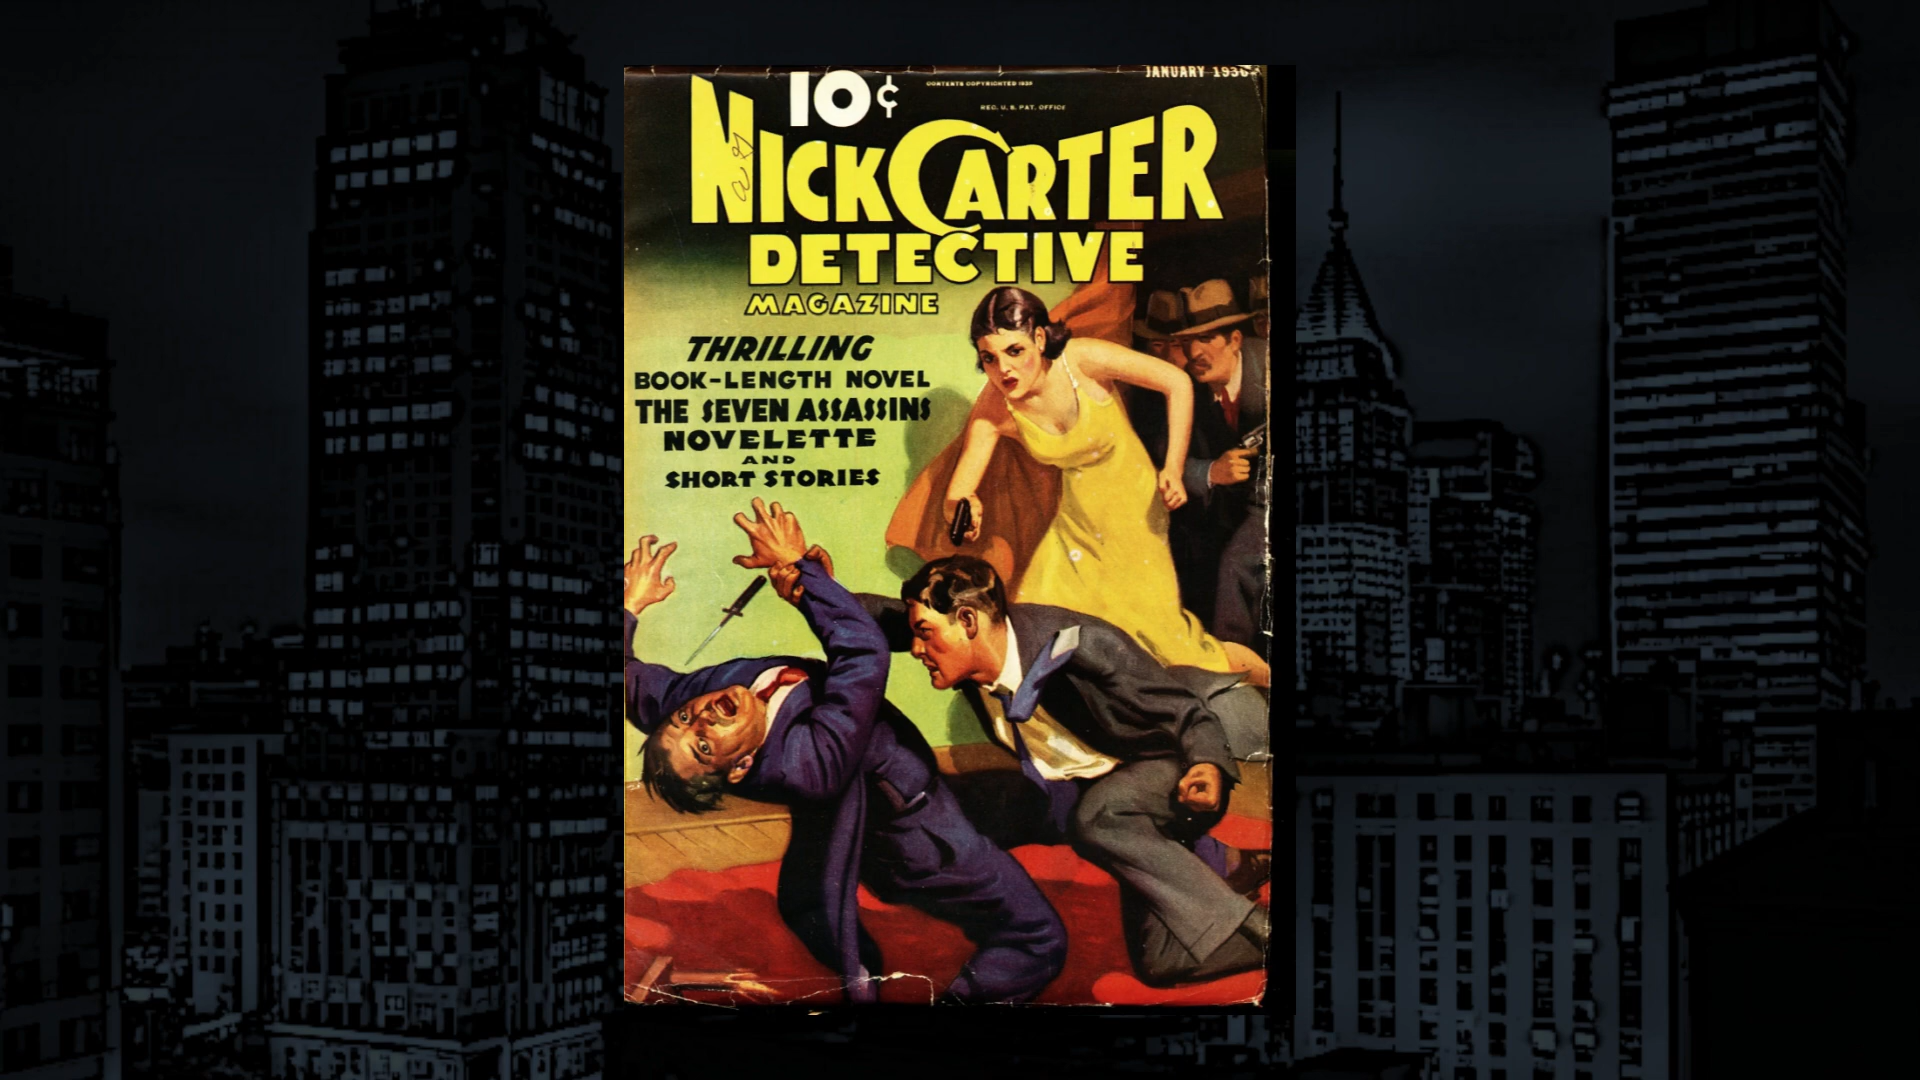 JANUARY 1936
10¢
CONTENTS COPYRIGHTED 1935
REG. U. S. PAT. OFFICE
NICK CARTER
DETECTIVE
MAGAZINE
THRILLING
BOOK-LENGTH NOVEL
THE SEVEN ASSASSINS
NOVELETTE
AND
SHORT STORIES